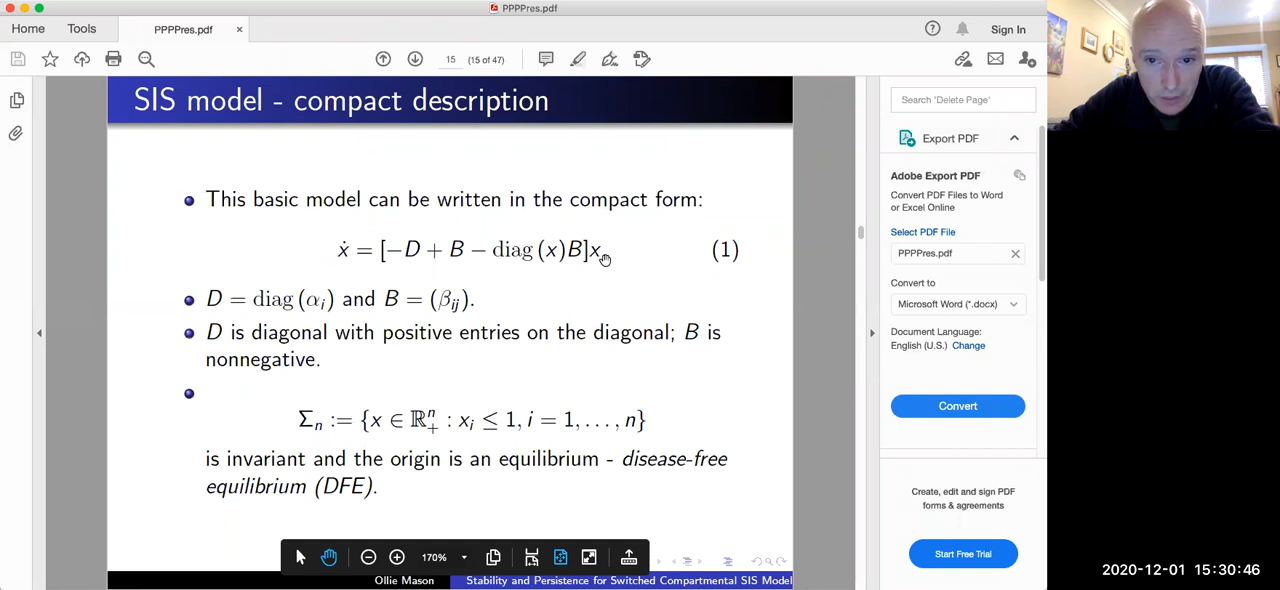 PPPPres.pdf
Home Tools PPPPres.pdf × Sign In
15 (15 of 47)
SIS model - compact description
This basic model can be written in the compact form:
ẋ = [−D + B − diag (x)B]x (1)
D = diag (αᵢ) and B = (βᵢⱼ).
D is diagonal with positive entries on the diagonal; B is
nonnegative.
Σₙ := {x ∈ ℝⁿ₊ : xᵢ ≤ 1, i = 1, . . . , n}
is invariant and the origin is an equilibrium - disease-free
equilibrium (DFE).
170%
Ollie Mason Stability and Persistence for Switched Compartmental SIS Model
Search 'Delete Page'
Export PDF
Adobe Export PDF
Convert PDF Files to Word
or Excel Online
Select PDF File
PPPPres.pdf
Convert to
Microsoft Word (*.docx)
Document Language:
English (U.S.) Change
Convert
Create, edit and sign PDF
forms & agreements
Start Free Trial
2020-12-01 15:30:46